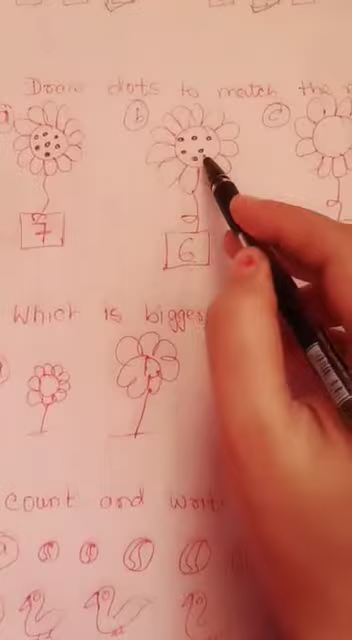 Draw dots to match the
a b c
7 6
Which is bigger
count and write
a